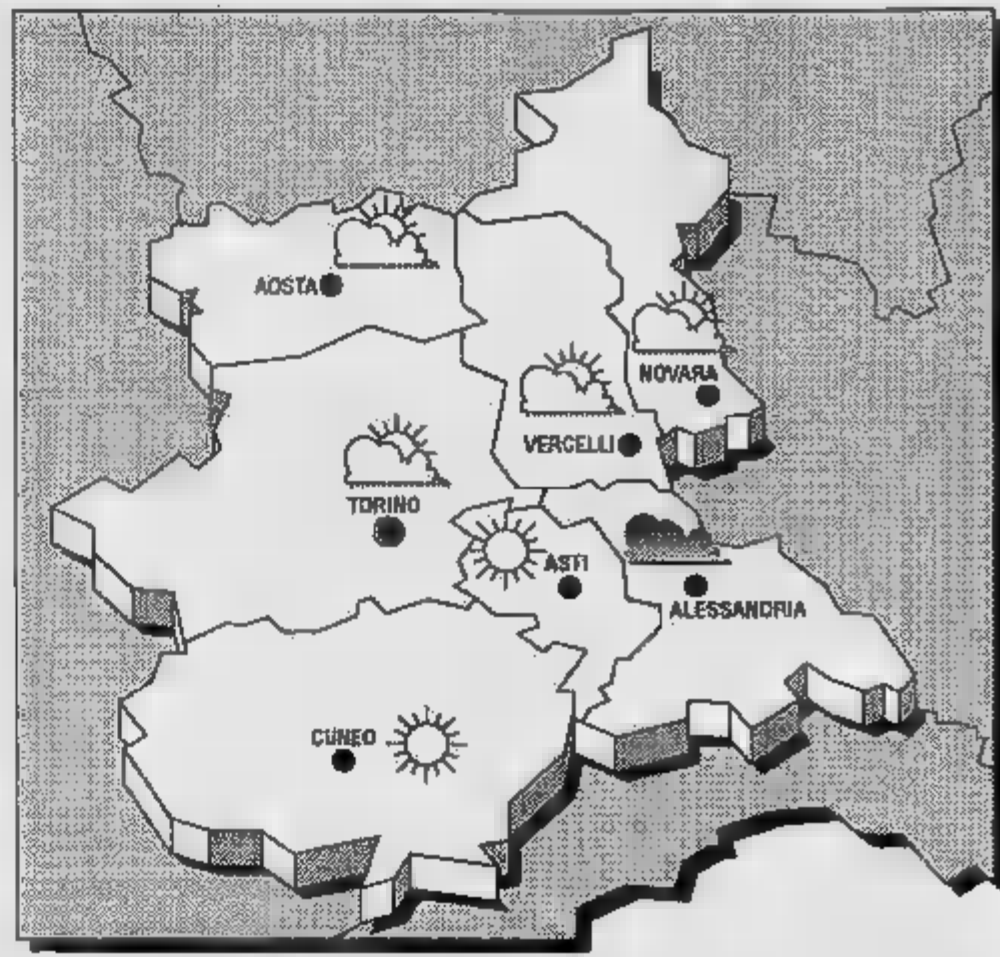 AOSTA
NOVARA
VERCELLI
TORINO
ASTI
ALESSANDRIA
CUNEO